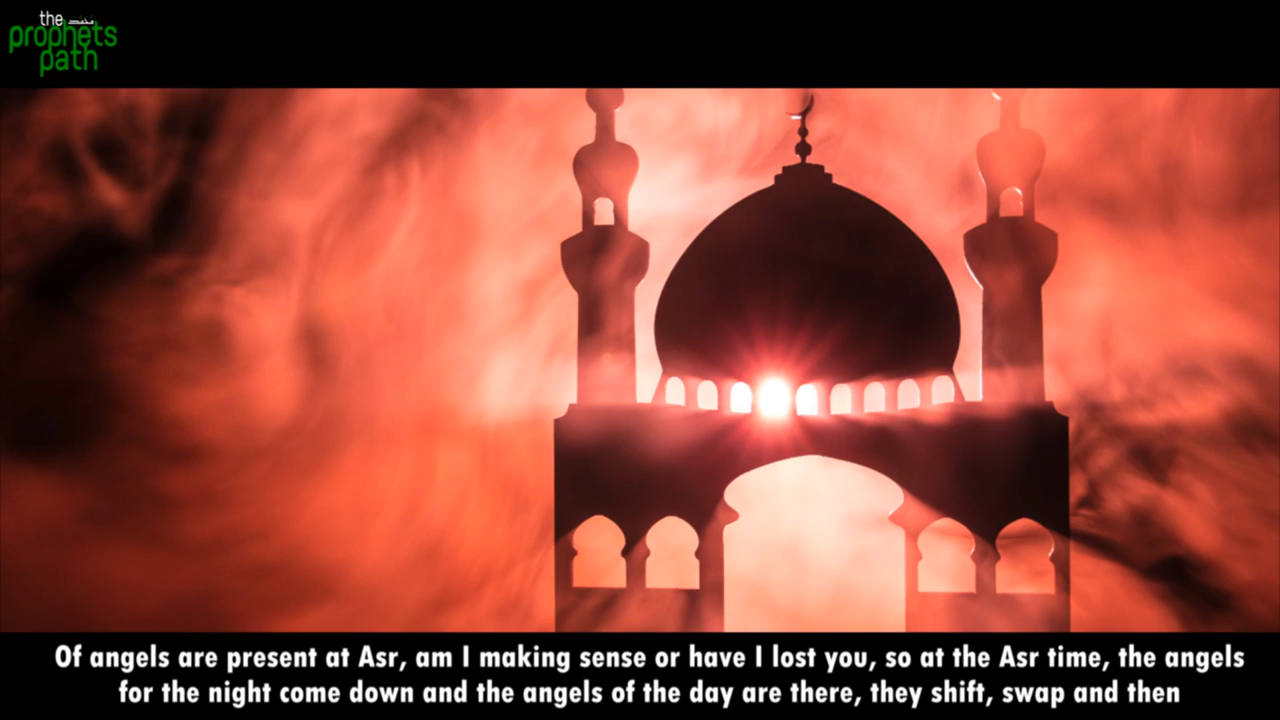 the محمد
prophets
path
Of angels are present at Asr, am I making sense or have I lost you, so at the Asr time, the angels
for the night come down and the angels of the day are there, they shift, swap and then